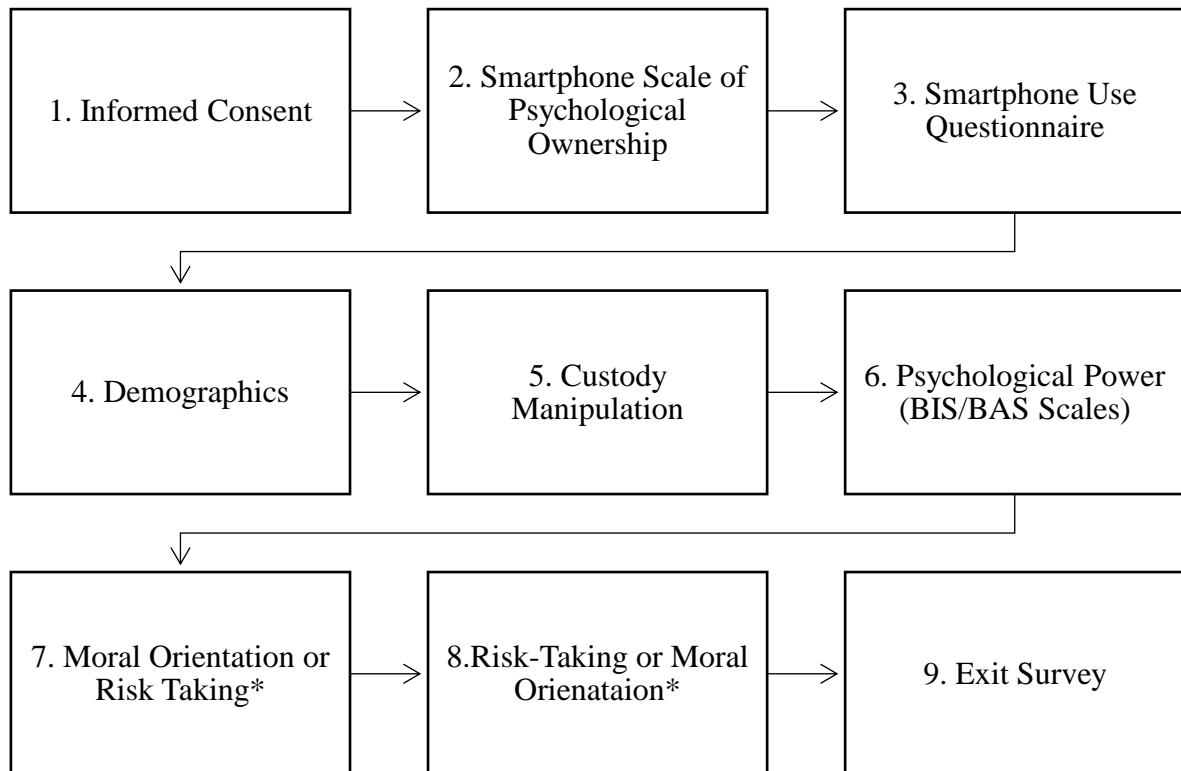 1. Informed Consent
2. Smartphone Scale of
Psychological
Ownership
3. Smartphone Use
Questionnaire
4. Demographics
5. Custody
Manipulation
6. Psychological Power
(BIS/BAS Scales)
7. Moral Orientation or
Risk Taking*
8.Risk-Taking or Moral
Orienataion*
9. Exit Survey